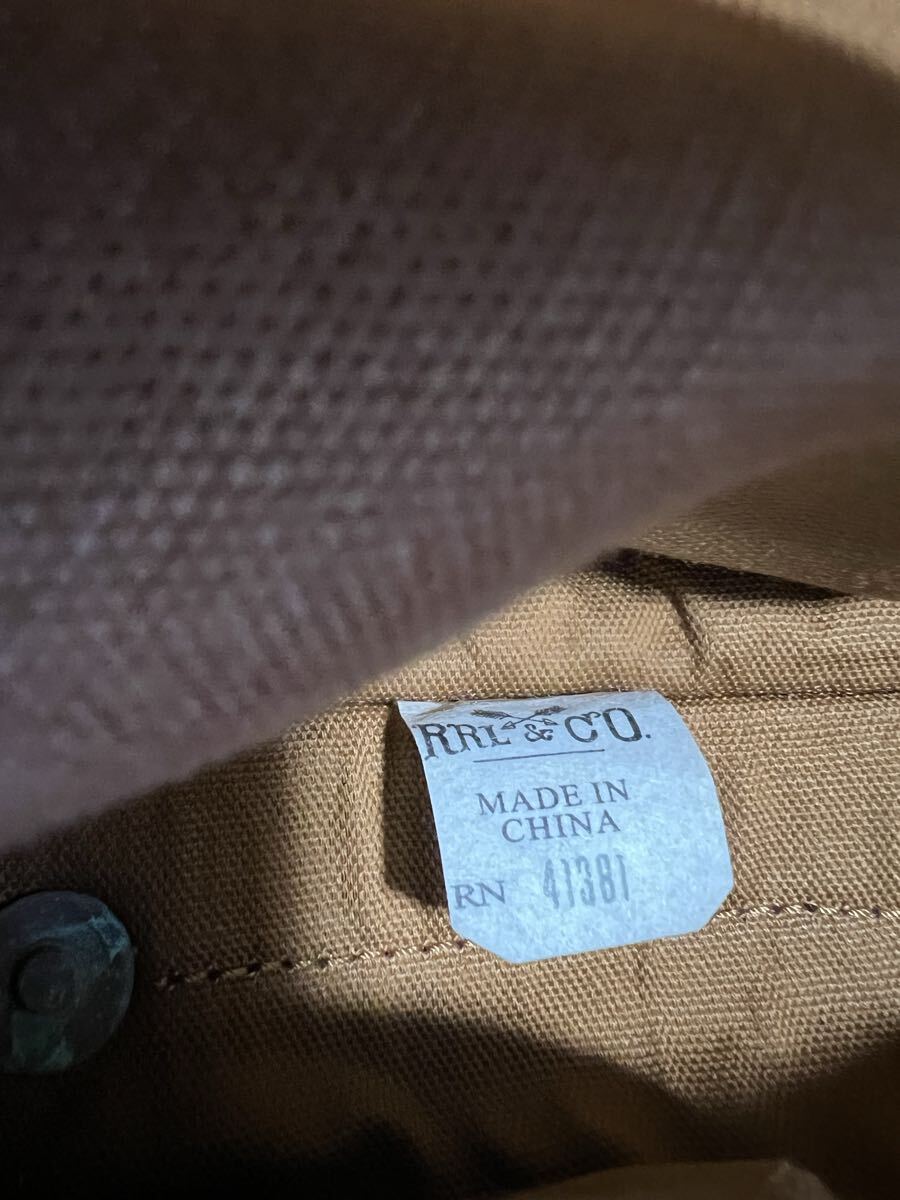 RRL & CO.
MADE IN
CHINA
RN 41381